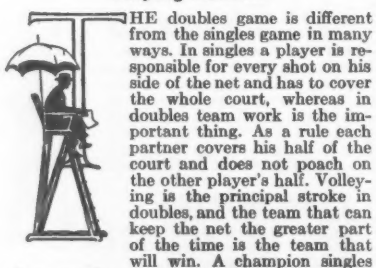 THE doubles game is different
from the singles game in many
ways. In singles a player is re-
sponsible for every shot on his
side of the net and has to cover
the whole court, whereas in
doubles team work is the im-
portant thing. As a rule each
partner covers his half of the
court and does not poach on
the other player's half. Volley-
ing is the principal stroke in
doubles, and the team that can
keep the net the greater part
of the time is the team that
will win. A champion singles